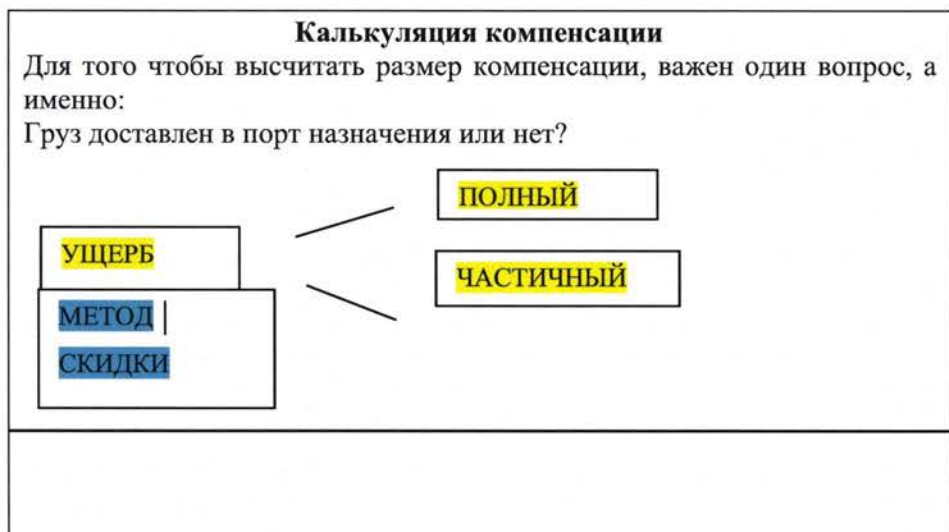 Калькуляция компенсации
Для того чтобы высчитать размер компенсации, важен один вопрос, а
именно:
Груз доставлен в порт назначения или нет?
ПОЛНЫЙ
УЩЕРБ
ЧАСТИЧНЫЙ
МЕТОД
СКИДКИ